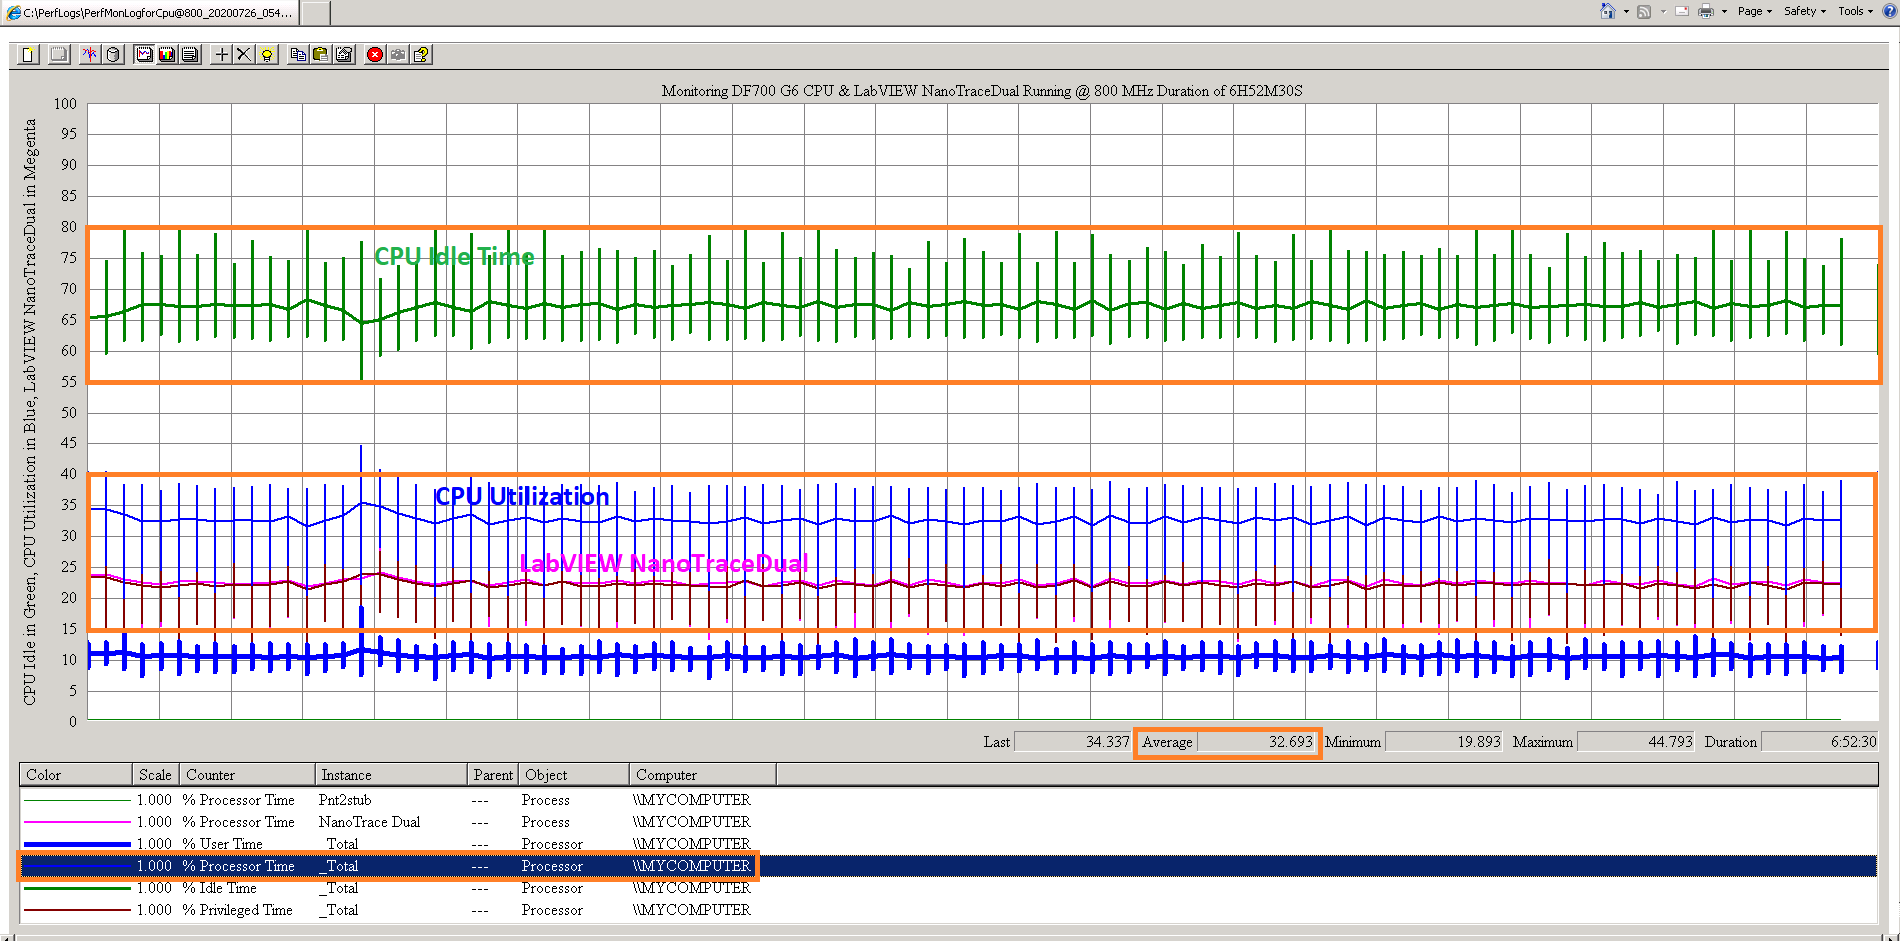 C:\PerfLogs\PerfMonLogforCpu@800_20200726_054...
Page Safety Tools
Monitoring DF700 G6 CPU & LabVIEW NanoTraceDual Running @ 800 MHz Duration of 6H52M30S
CPU Idle in Green, CPU Utilization in Blue, LabVIEW NanoTraceDual in Megenta
100
95
90
85
80
75
70
65
60
55
50
45
40
35
30
25
20
15
10
5
0
CPU Idle Time
CPU Utilization
LabVIEW NanoTraceDual
Last 34.337 Average 32.693 Minimum 19.893 Maximum 44.793 Duration 6:52:30
Color Scale Counter Instance Parent Object Computer
1.000 % Processor Time Pnt2stub --- Process \\MYCOMPUTER
1.000 % Processor Time NanoTrace Dual --- Process \\MYCOMPUTER
1.000 % User Time _Total --- Processor \\MYCOMPUTER
1.000 % Processor Time _Total --- Processor \\MYCOMPUTER
1.000 % Idle Time _Total --- Processor \\MYCOMPUTER
1.000 % Privileged Time _Total --- Processor \\MYCOMPUTER